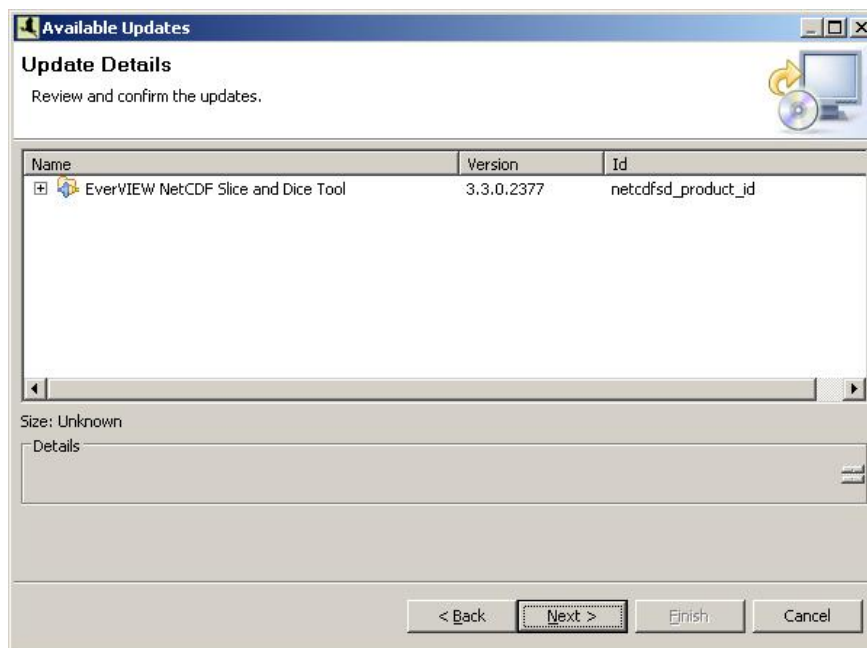 Available Updates
Update Details
Review and confirm the updates.
Name Version Id
EverVIEW NetCDF Slice and Dice Tool 3.3.0.2377 netcdfsd_product_id
Size: Unknown
Details
< Back Next > Finish Cancel